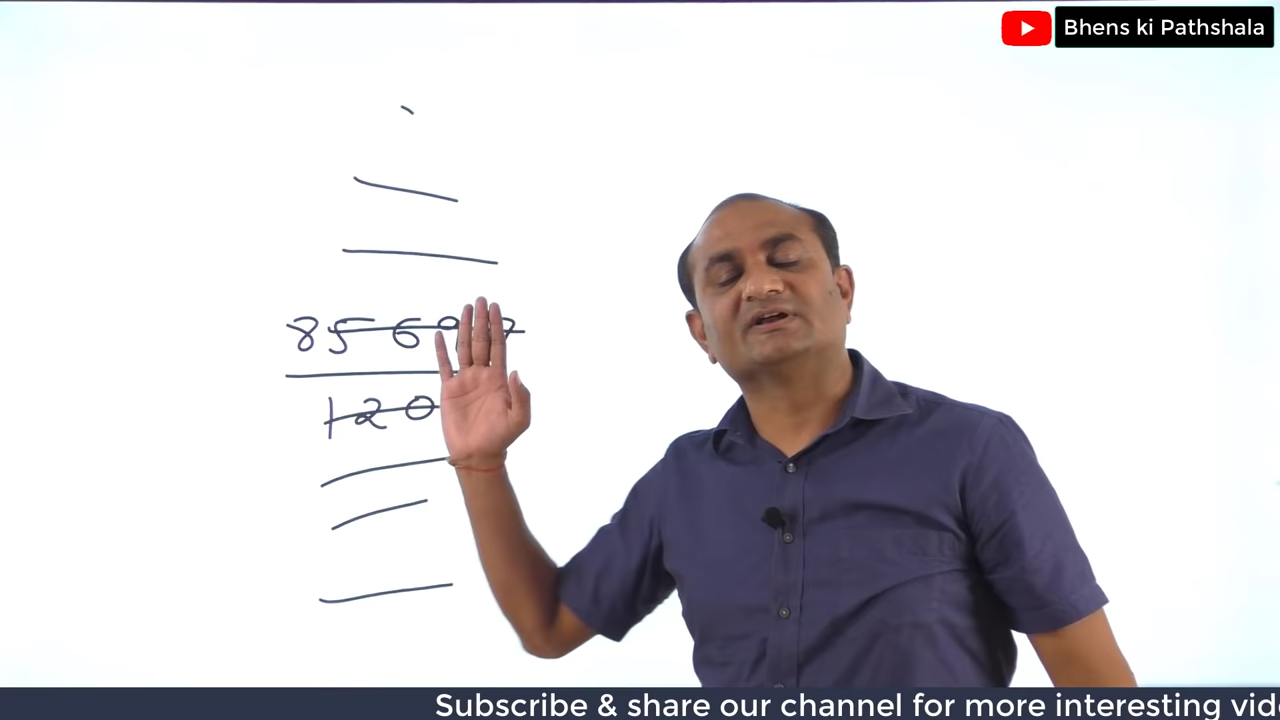 Bhens ki Pathshala
85 6
120
Subscribe & share our channel for more interesting vid